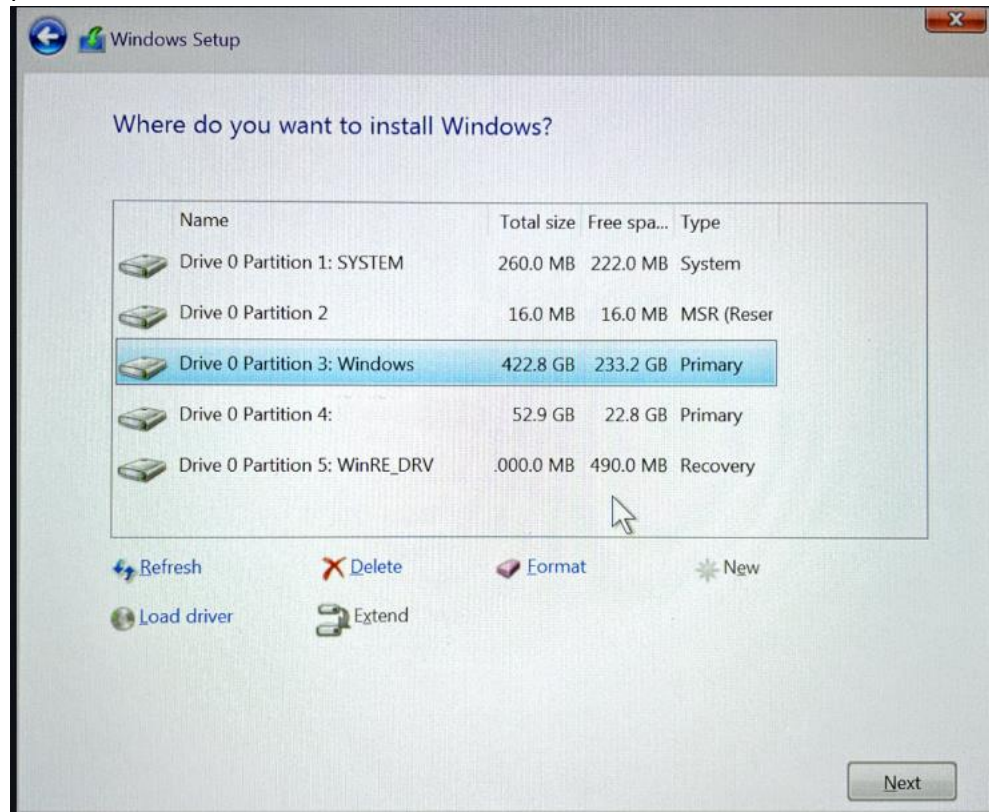 Windows Setup
Where do you want to install Windows?
Name Total size Free spa... Type
Drive 0 Partition 1: SYSTEM 260.0 MB 222.0 MB System
Drive 0 Partition 2 16.0 MB 16.0 MB MSR (Reser
Drive 0 Partition 3: Windows 422.8 GB 233.2 GB Primary
Drive 0 Partition 4: 52.9 GB 22.8 GB Primary
Drive 0 Partition 5: WinRE_DRV .000.0 MB 490.0 MB Recovery
Refresh Delete Format New
Load driver Extend
Next